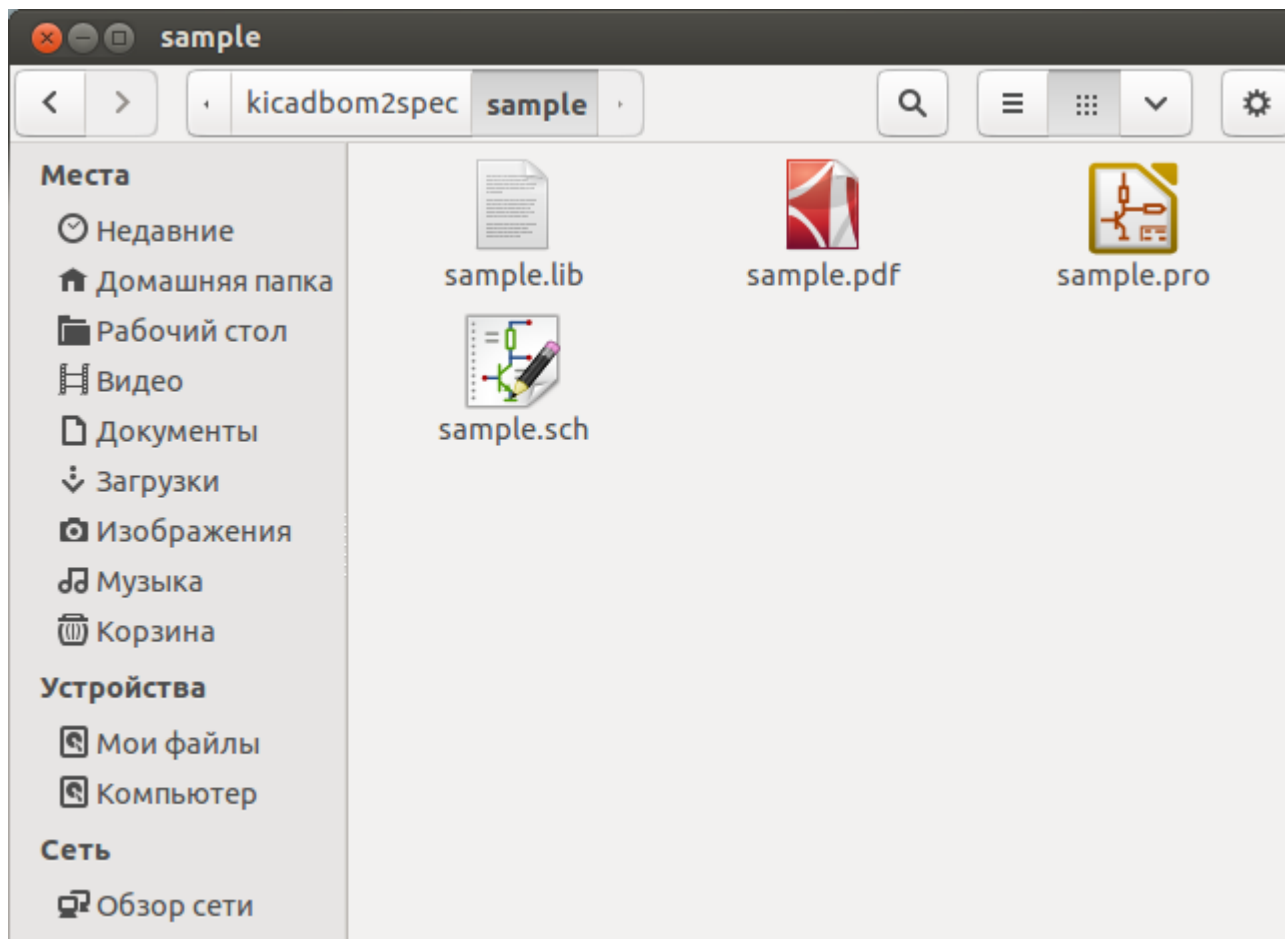 sample
kicadbom2spec sample
Места
Недавние
Домашняя папка
Рабочий стол
Видео
Документы
Загрузки
Изображения
Музыка
Корзина
Устройства
Мои файлы
Компьютер
Сеть
Обзор сети
sample.lib
sample.pdf
sample.pro
sample.sch